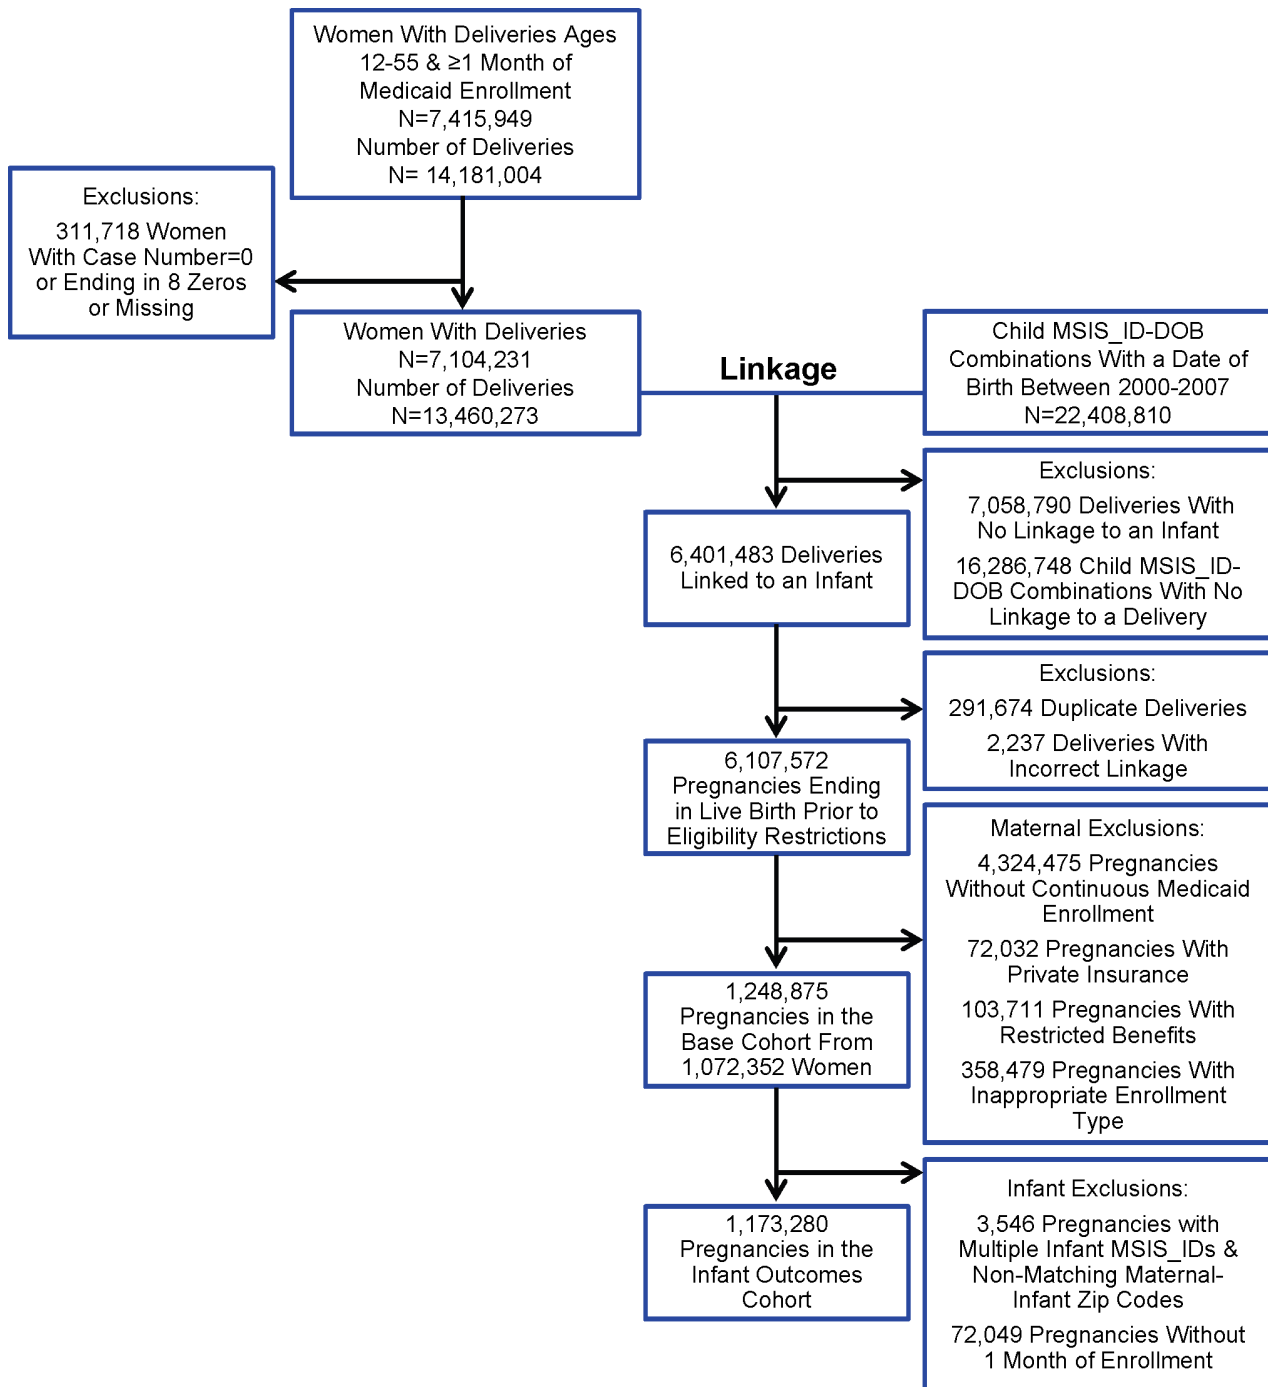 Women With Deliveries Ages
12-55 & ≥1 Month of
Medicaid Enrollment
N=7,415,949
Number of Deliveries
N= 14,181,004
Exclusions:
311,718 Women
With Case Number=0
or Ending in 8 Zeros
or Missing
Women With Deliveries
N=7,104,231
Number of Deliveries
N=13,460,273
Linkage
Child MSIS_ID-DOB
Combinations With a Date of
Birth Between 2000-2007
N=22,408,810
Exclusions:
7,058,790 Deliveries With
No Linkage to an Infant
16,286,748 Child MSIS_ID-
DOB Combinations With No
Linkage to a Delivery
6,401,483 Deliveries
Linked to an Infant
Exclusions:
291,674 Duplicate Deliveries
2,237 Deliveries With
Incorrect Linkage
6,107,572
Pregnancies Ending
in Live Birth Prior to
Eligibility Restrictions
Maternal Exclusions:
4,324,475 Pregnancies
Without Continuous Medicaid
Enrollment
72,032 Pregnancies With
Private Insurance
103,711 Pregnancies With
Restricted Benefits
358,479 Pregnancies With
Inappropriate Enrollment
Type
1,248,875
Pregnancies in the
Base Cohort From
1,072,352 Women
Infant Exclusions:
3,546 Pregnancies with
Multiple Infant MSIS_IDs &
Non-Matching Maternal-
Infant Zip Codes
72,049 Pregnancies Without
1 Month of Enrollment
1,173,280
Pregnancies in the
Infant Outcomes
Cohort